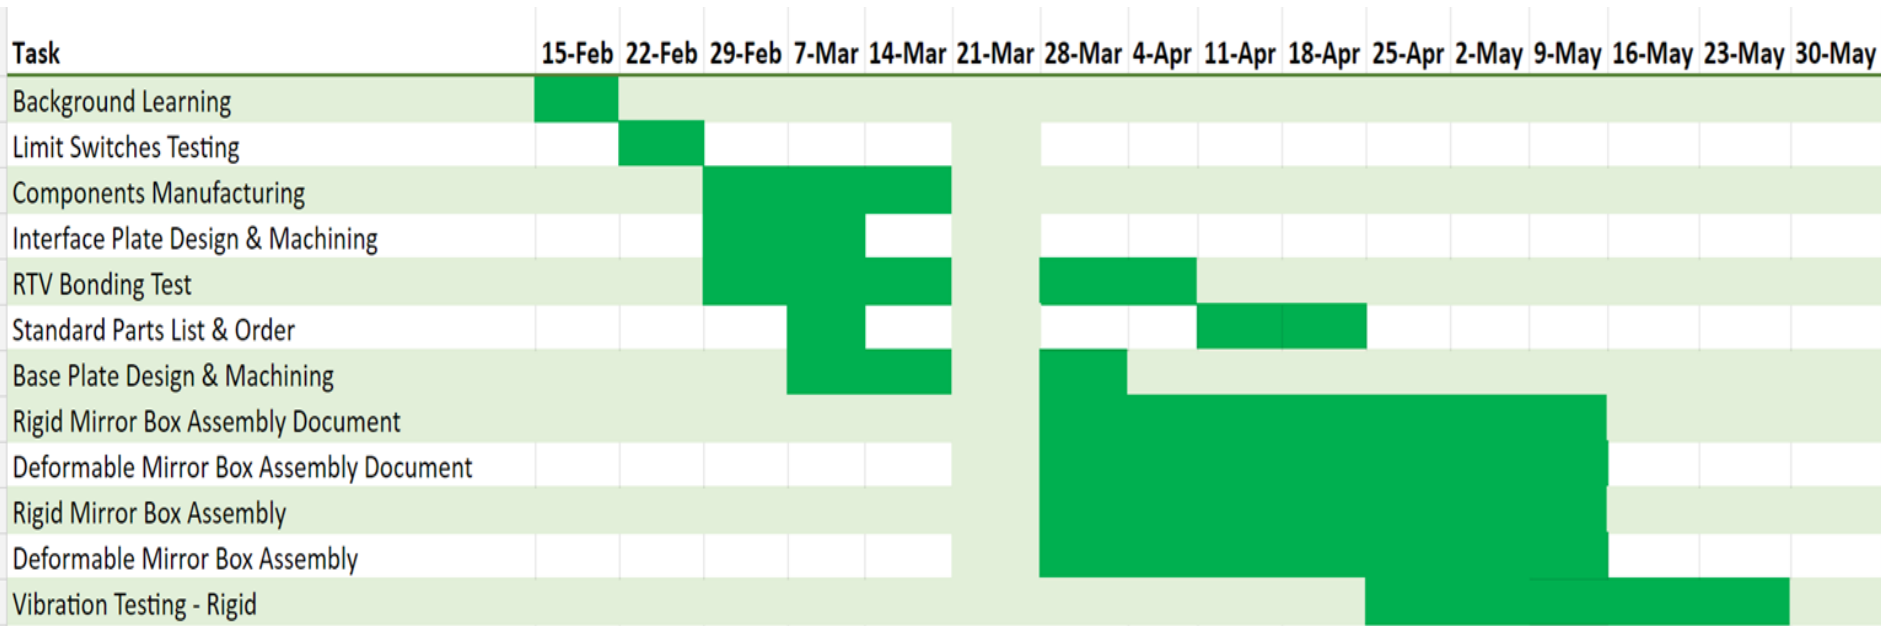 Task 15-Feb 22-Feb 29-Feb 7-Mar 14-Mar 21-Mar 28-Mar 4-Apr 11-Apr 18-Apr 25-Apr 2-May 9-May 16-May 23-May 30-May
Background Learning
Limit Switches Testing
Components Manufacturing
Interface Plate Design & Machining
RTV Bonding Test
Standard Parts List & Order
Base Plate Design & Machining
Rigid Mirror Box Assembly Document
Deformable Mirror Box Assembly Document
Rigid Mirror Box Assembly
Deformable Mirror Box Assembly
Vibration Testing - Rigid